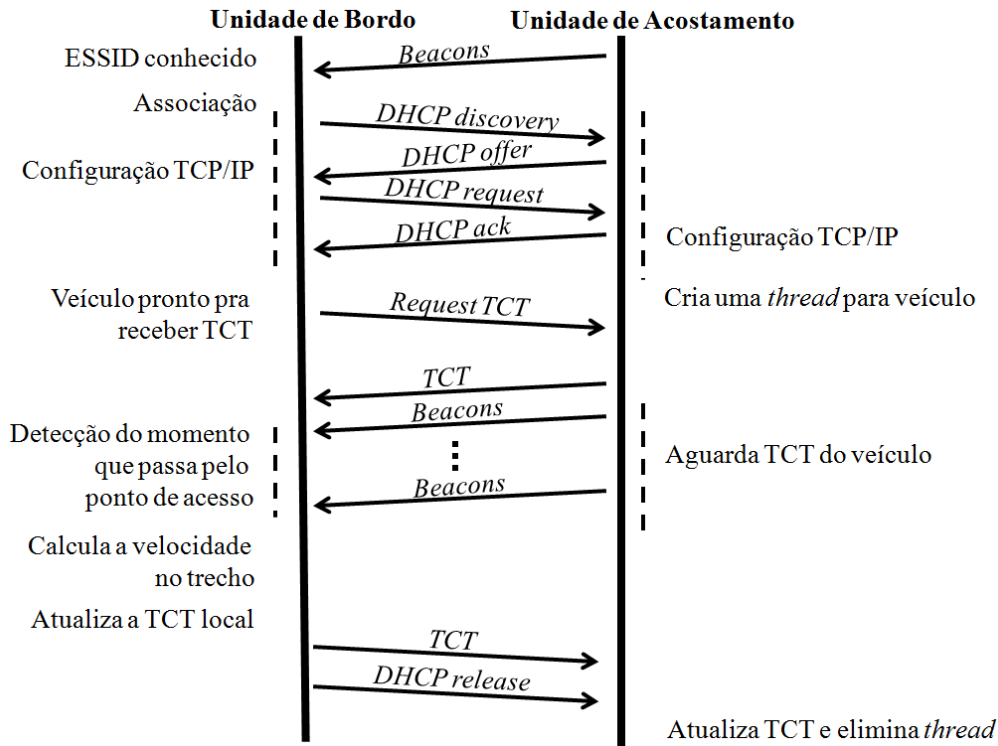 Unidade de Bordo
Unidade de Acostamento
ESSID conhecido
Beacons
Associação
DHCP discovery
DHCP offer
Configuração TCP/IP
DHCP request
DHCP ack
Configuração TCP/IP
Veículo pronto pra
receber TCT
Request TCT
Cria uma thread para veículo
TCT
Beacons
Detecção do momento
que passa pelo
ponto de acesso
Aguarda TCT do veículo
Beacons
Calcula a velocidade
no trecho
Atualiza a TCT local
TCT
DHCP release
Atualiza TCT e elimina thread